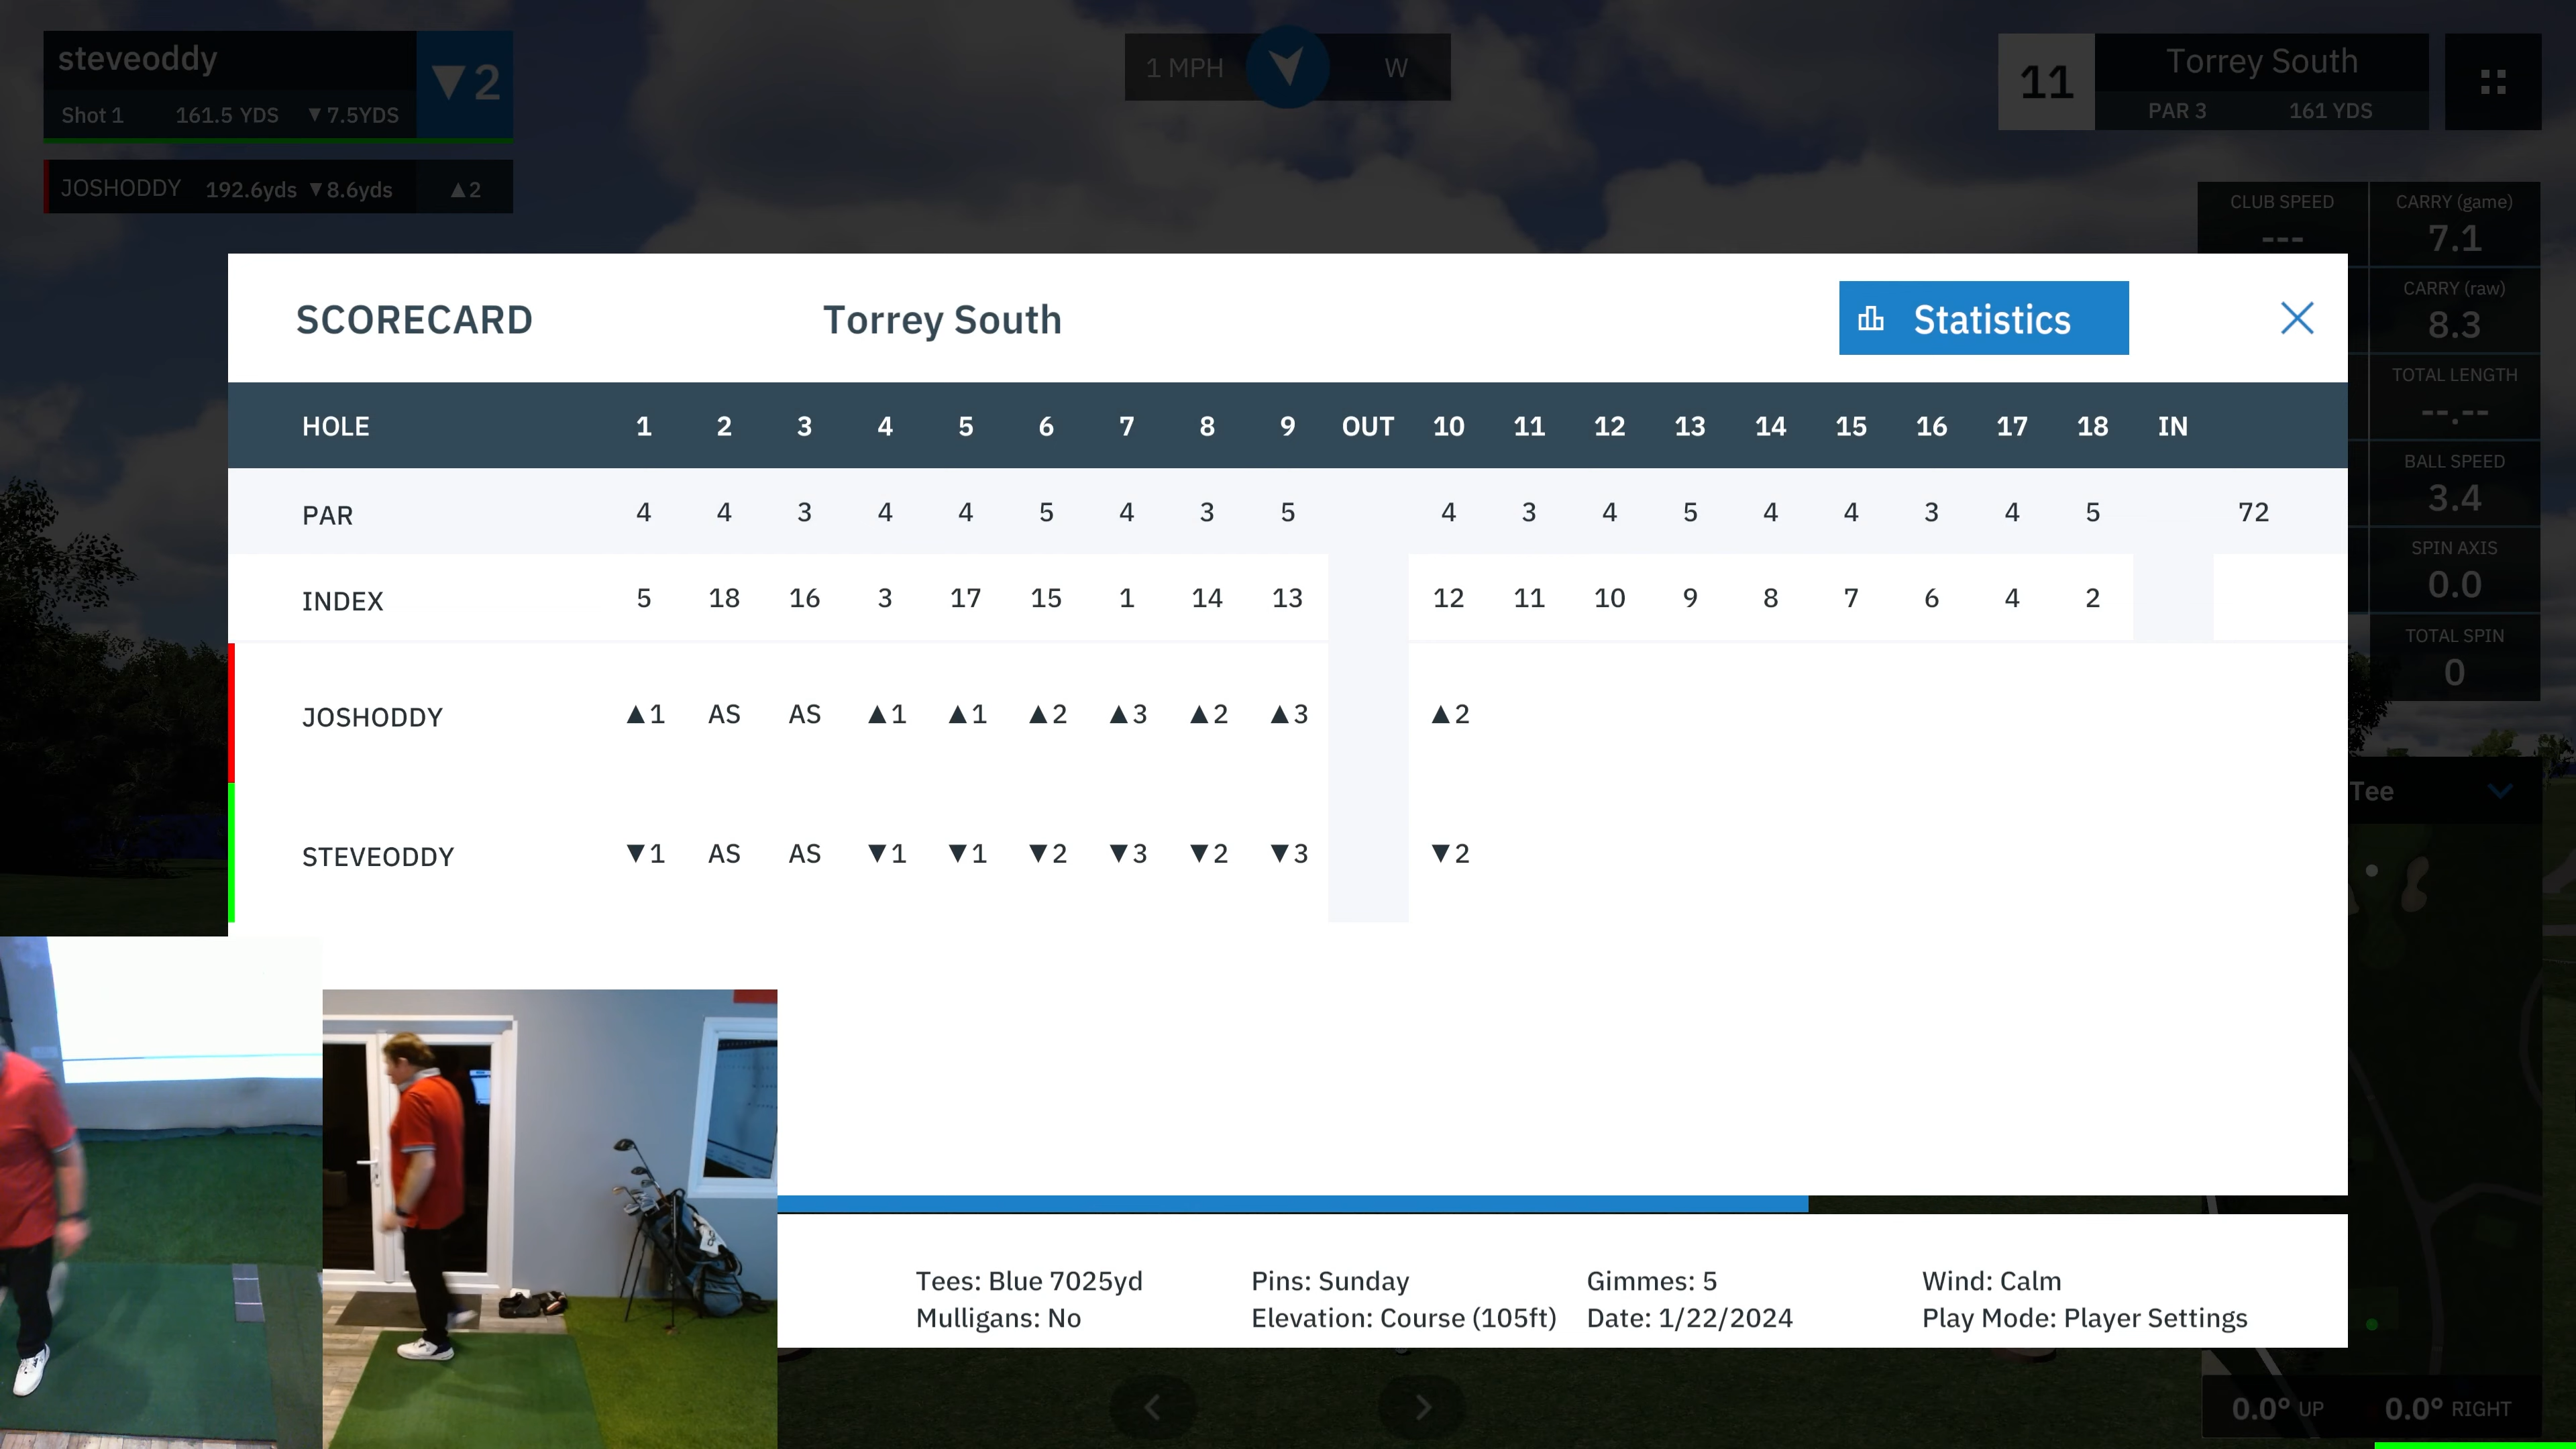 steveoddy
▼2
Shot 1 161.5 YDS ▼7.5YDS
JOSHODDY 192.6yds ▼8.6yds ▲2
1 MPH W
11
Torrey South
PAR 3 161 YDS
CLUB SPEED
---
CARRY (game)
7.1
CARRY (raw)
8.3
TOTAL LENGTH
--.--
BALL SPEED
3.4
SPIN AXIS
0.0
TOTAL SPIN
0
SCORECARD Torrey South Statistics
HOLE 1 2 3 4 5 6 7 8 9 OUT 10 11 12 13 14 15 16 17 18 IN
PAR 4 4 3 4 4 5 4 3 5 4 3 4 5 4 4 3 4 5 72
INDEX 5 18 16 3 17 15 1 14 13 12 11 10 9 8 7 6 4 2
JOSHODDY ▲1 AS AS ▲1 ▲1 ▲2 ▲3 ▲2 ▲3 ▲2
STEVEODDY ▼1 AS AS ▼1 ▼1 ▼2 ▼3 ▼2 ▼3 ▼2
Tee
Tees: Blue 7025yd Pins: Sunday Gimmes: 5 Wind: Calm
Mulligans: No Elevation: Course (105ft) Date: 1/22/2024 Play Mode: Player Settings
0.0° UP 0.0° RIGHT